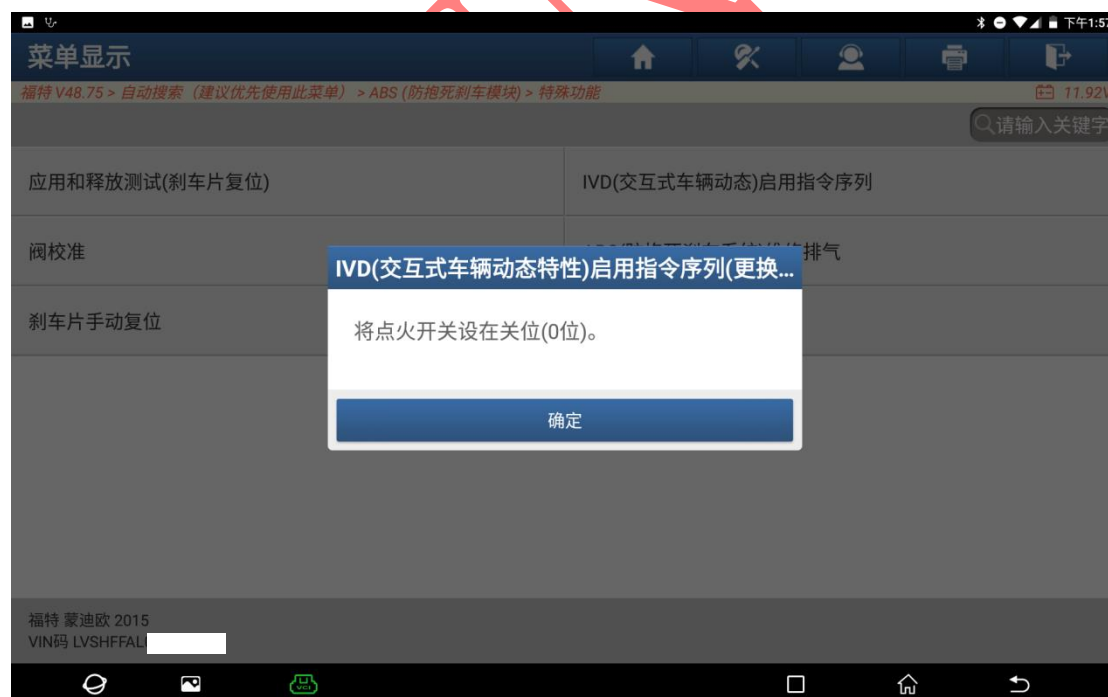 下午1:57
菜单显示
福特 V48.75 > 自动搜索（建议优先使用此菜单）> ABS (防抱死刹车模块) > 特殊功能
11.92V
请输入关键字
应用和释放测试(刹车片复位)
IVD(交互式车辆动态)启用指令序列
阀校准
排气
IVD(交互式车辆动态特性)启用指令序列(更换...
刹车片手动复位
将点火开关设在关位(0位)。
确定
福特 蒙迪欧 2015
VIN码 LVSHFFAL
VCI